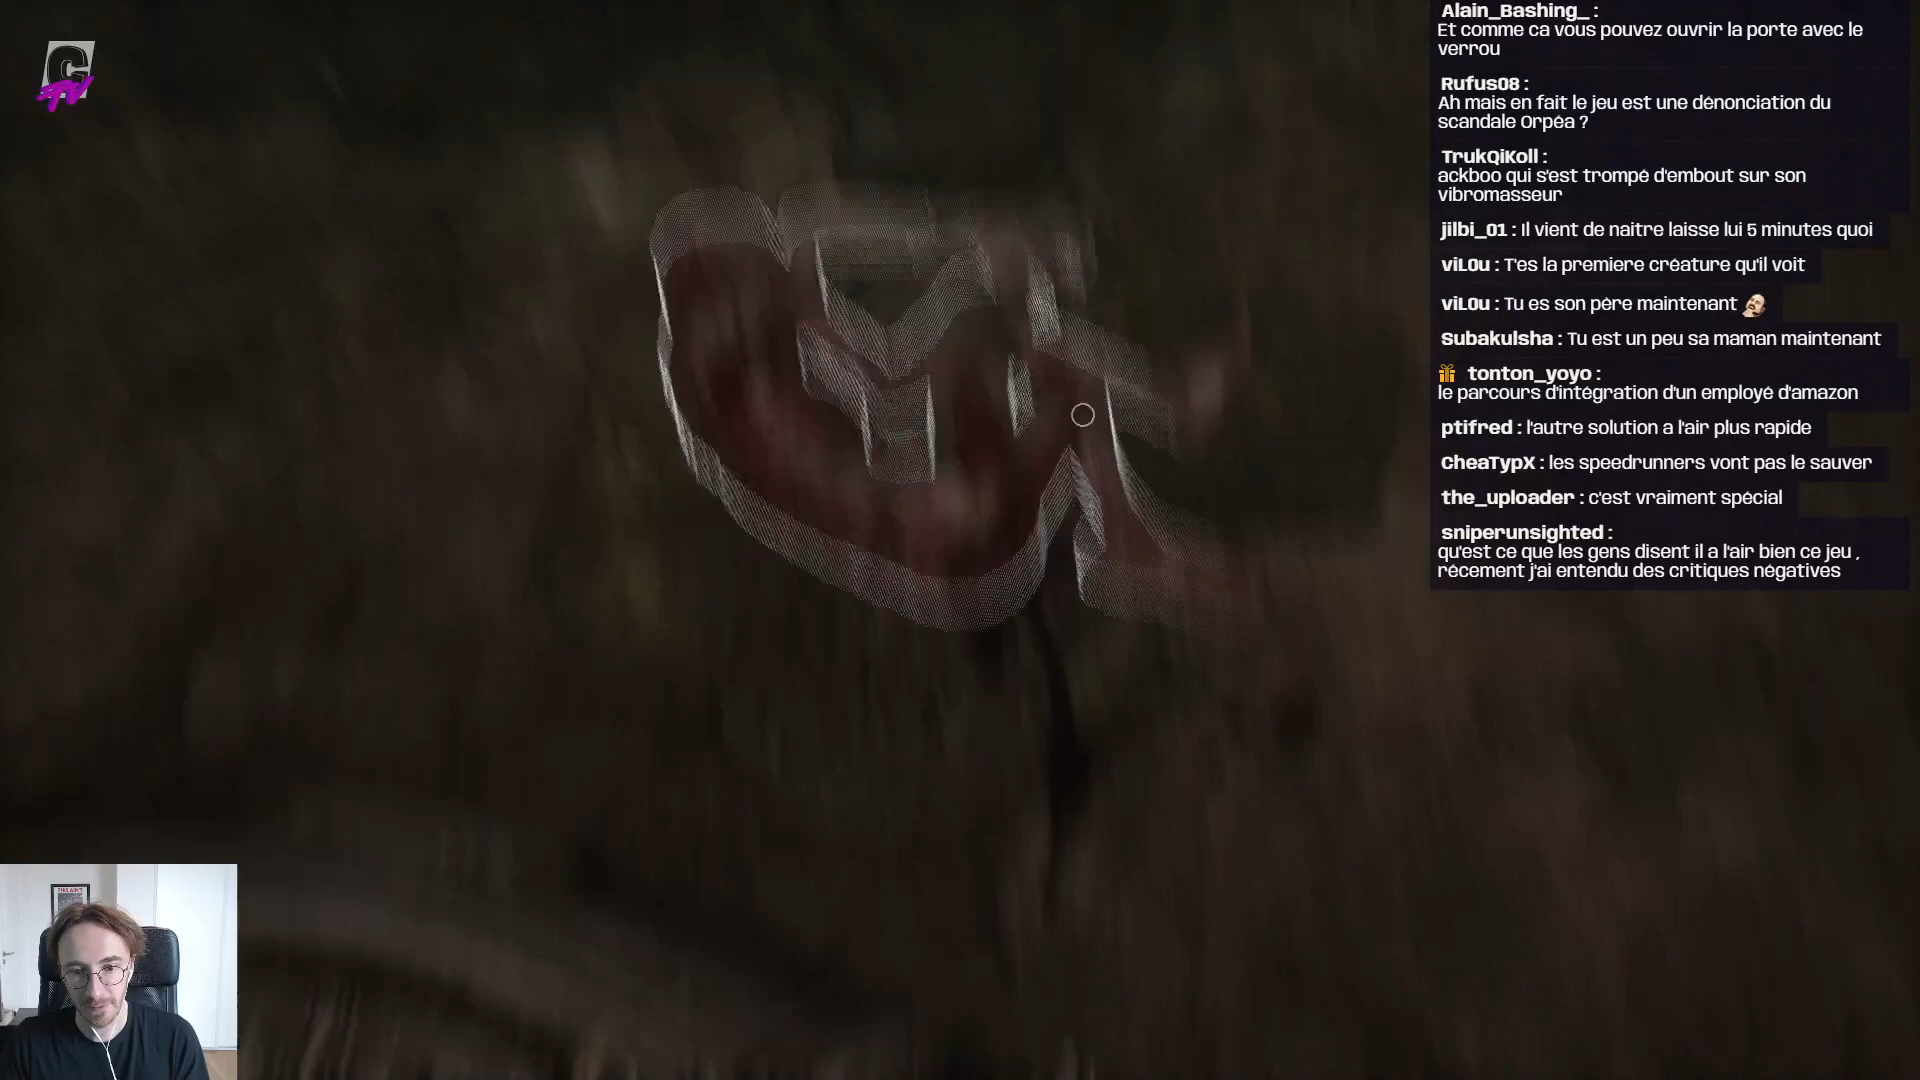 C
TV
Alain_Bashing_ :
Et comme ca vous pouvez ouvrir la porte avec le
verrou
Rufus08 :
Ah mais en fait le jeu est une dénonciation du
scandale Orpéa ?
TrukQiKoll :
ackboo qui s'est trompé d'embout sur son
vibromasseur
jilbi_01 : Il vient de naitre laisse lui 5 minutes quoi
viL0u : T'es la premiere créature qu'il voit
viL0u : Tu es son père maintenant
Subakulsha : Tu est un peu sa maman maintenant
tonton_yoyo :
le parcours d'intégration d'un employé d'amazon
ptifred : l'autre solution a l'air plus rapide
CheaTypX : les speedrunners vont pas le sauver
the_uploader : c'est vraiment spécial
sniperunsighted :
qu'est ce que les gens disent il a l'air bien ce jeu ,
récement j'ai entendu des critiques négatives
THIS AIN'T